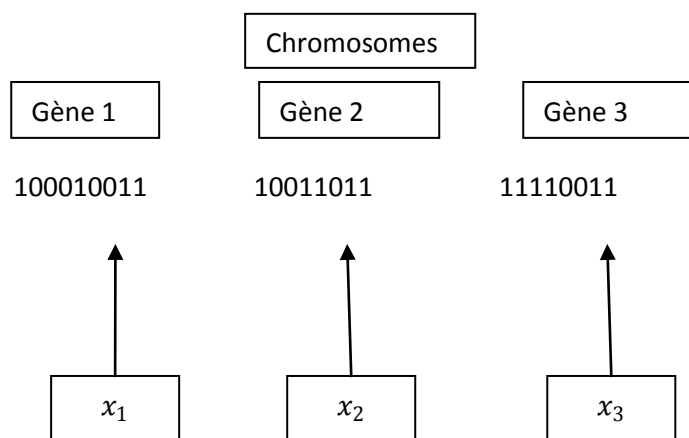 Chromosomes
Gène 1 Gène 2 Gène 3
100010011 10011011 11110011
x₁ x₂ x₃